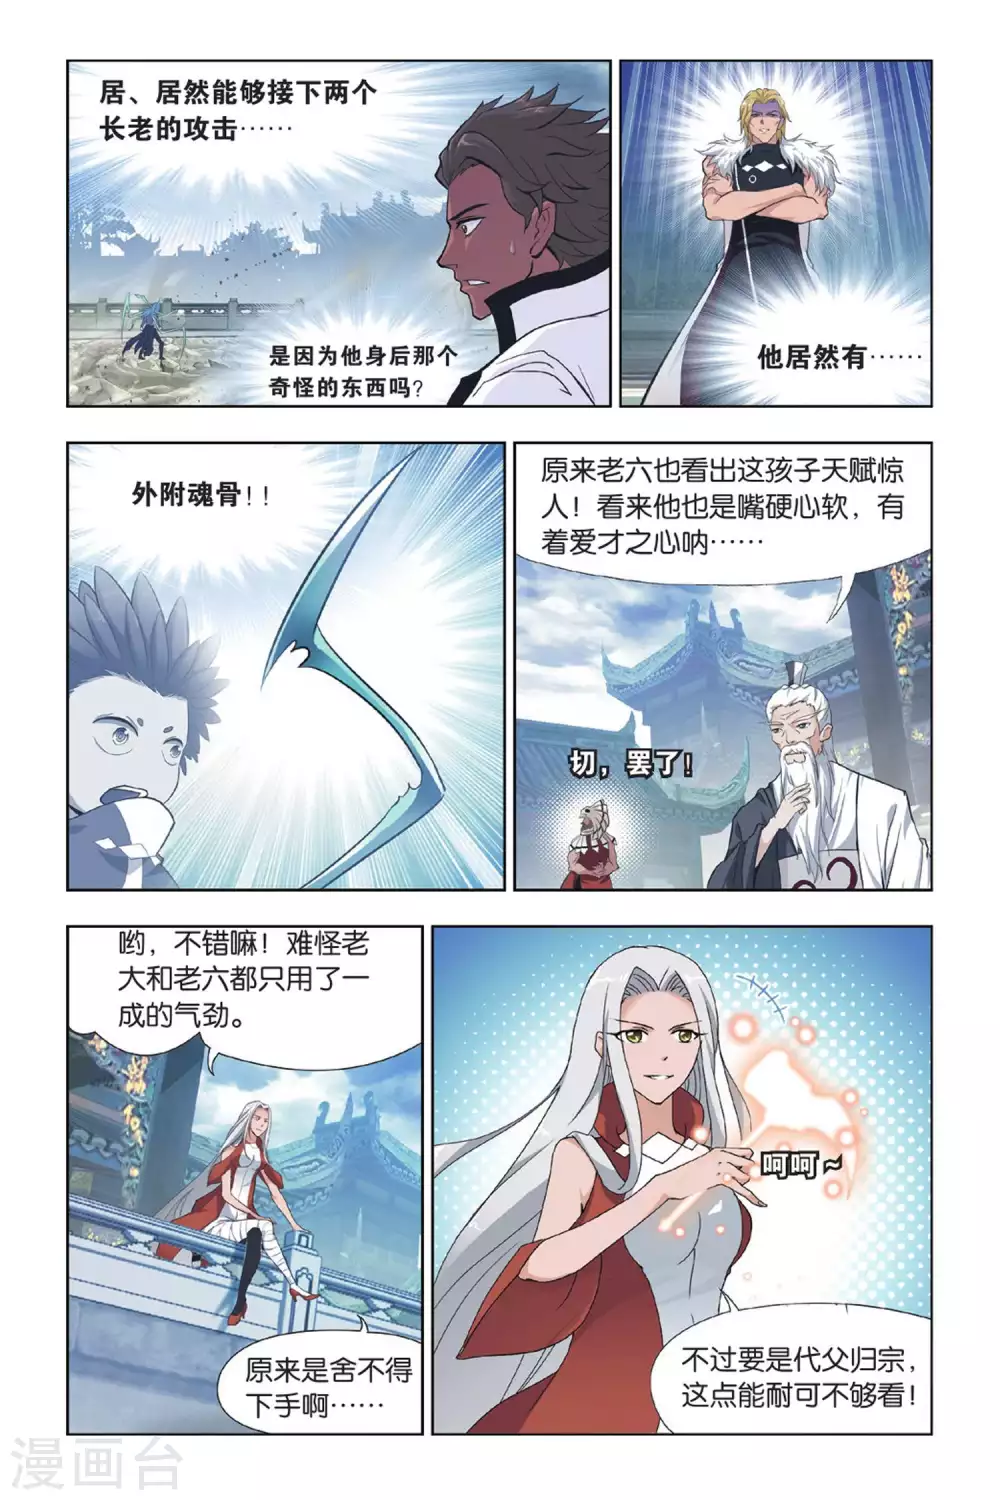 居、居然能够接下两个
长老的攻击……
是因为他身后那个
奇怪的东西吗？
他居然有……
外附魂骨！！
原来老六也看出这孩子天赋惊
人！看来他也是嘴硬心软，有
着爱才之心呐……
切，罢了！
哟，不错嘛！难怪老
大和老六都只用了一
成的气劲。
原来是舍不得
下手啊……
呵呵～
不过要是代父归宗，
这点能耐可不够看！
漫画台